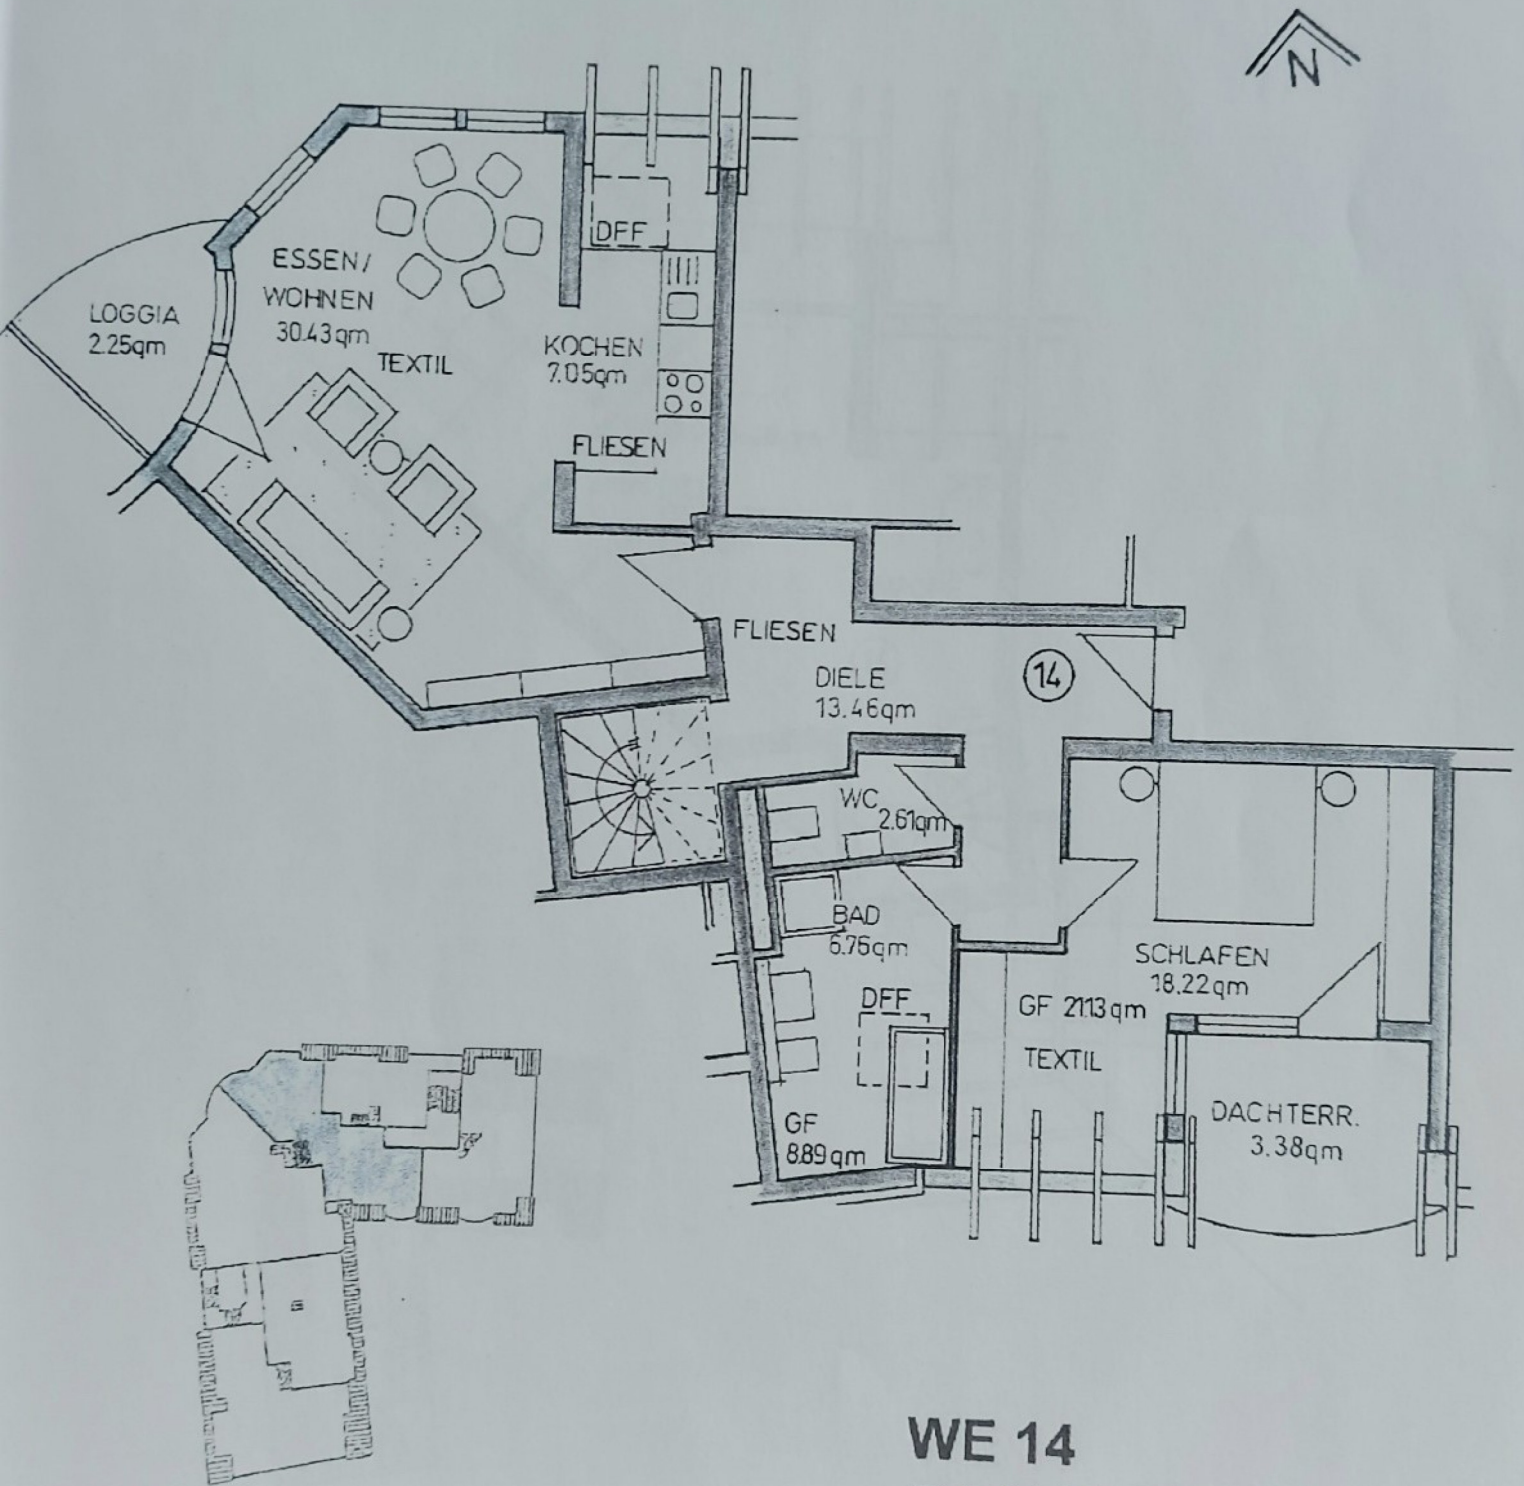 N
DFF
ESSEN/
WOHNEN
30.43qm
TEXTIL
LOGGIA
2.25qm
KOCHEN
7.05qm
FLIESEN
FLIESEN
DIELE
13.46qm
14
WC
2.61qm
BAD
6.76qm
DFF
GF
8.89qm
SCHLAFEN
18.22qm
GF 21.13qm
TEXTIL
DACHTERR.
3.38qm
WE 14